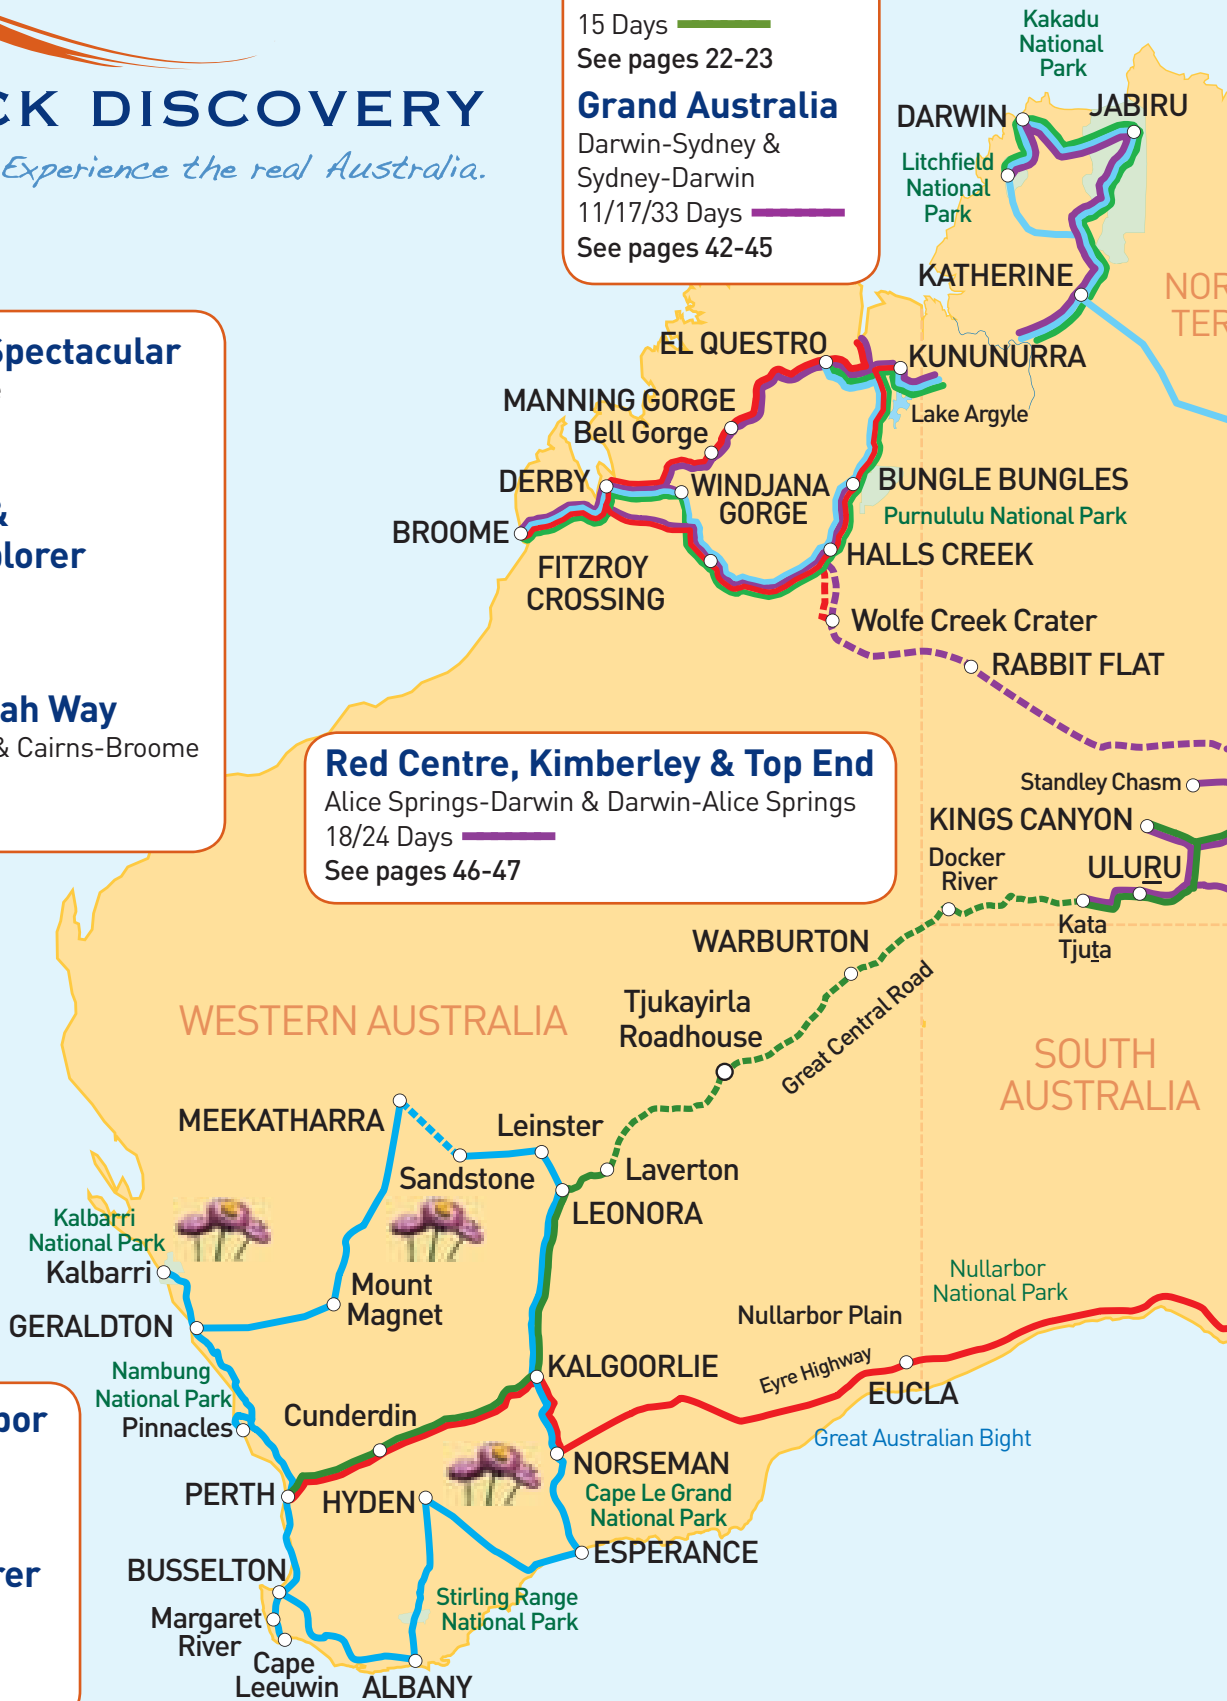 15 Days
See pages 22-23
Grand Australia
Darwin-Sydney &
Sydney-Darwin
11/17/33 Days
See pages 42-45
CK DISCOVERY
Experience the real Australia.
Kakadu
National
Park
DARWIN
JABIRU
Litchfield
National
Park
KATHERINE
NOR
TER
Spectacular
&
lorer
ah Way
& Cairns-Broome
EL QUESTRO
KUNUNURRA
MANNING GORGE
Bell Gorge
Lake Argyle
DERBY
WINDJANA
GORGE
BUNGLE BUNGLES
Purnululu National Park
BROOME
FITZROY
CROSSING
HALLS CREEK
Wolfe Creek Crater
RABBIT FLAT
Red Centre, Kimberley & Top End
Alice Springs-Darwin & Darwin-Alice Springs
18/24 Days
See pages 46-47
Standley Chasm
KINGS CANYON
Docker
River
ULURU
Kata
Tjuta
WARBURTON
Great Central Road
Tjukayirla
Roadhouse
WESTERN AUSTRALIA
SOUTH
AUSTRALIA
MEEKATHARRA
Leinster
Sandstone
Laverton
LEONORA
Kalbarri
National Park
Kalbarri
Mount
Magnet
GERALDTON
Nullarbor
National Park
Nullarbor Plain
Eyre Highway
EUCLA
Great Australian Bight
Nambung
National Park
Pinnacles
KALGOORLIE
Cunderdin
bor
PERTH
HYDEN
NORSEMAN
Cape Le Grand
National Park
ESPERANCE
rer
BUSSELTON
Stirling Range
National Park
Margaret
River
Cape
Leeuwin
ALBANY